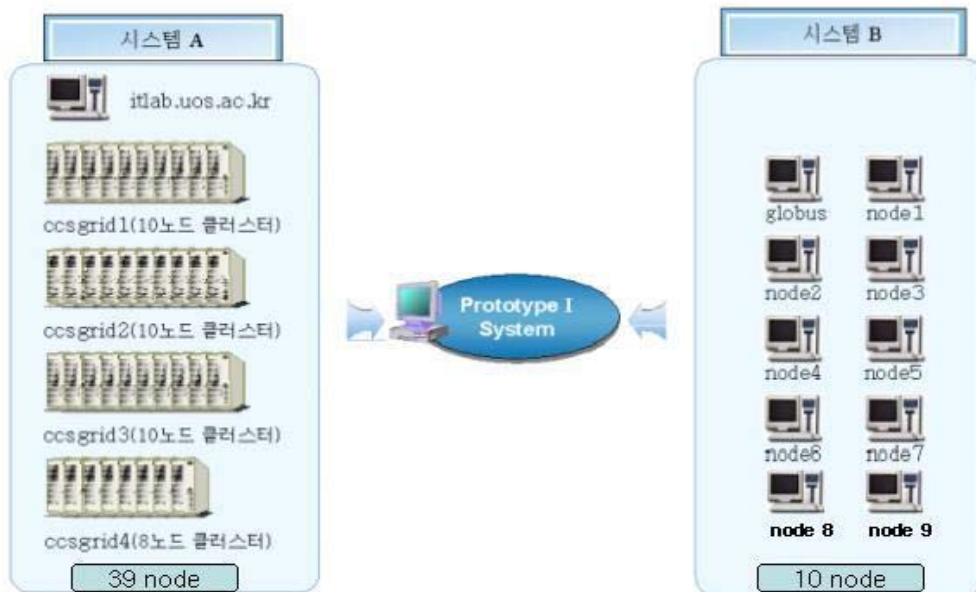 시스템 A
itlab.uos.ac.kr
ccsgrid1(10노드 클러스터)
ccsgrid2(10노드 클러스터)
ccsgrid3(10노드 클러스터)
ccsgrid4(8노드 클러스터)
39 node
Prototype I
System
시스템 B
globus
node1
node2
node3
node4
node5
node6
node7
node 8
node 9
10 node